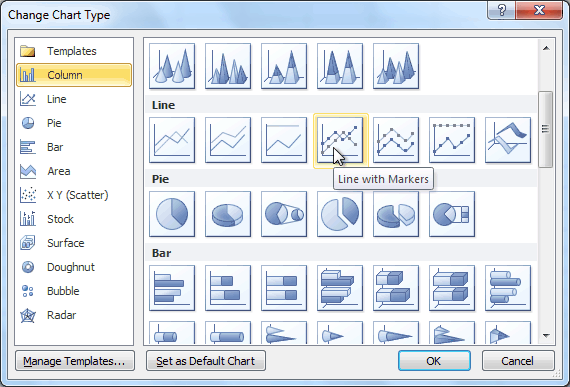 Change Chart Type
Templates
Column
Line
Pie
Bar
Area
X Y (Scatter)
Stock
Surface
Doughnut
Bubble
Radar
Line
Line with Markers
Pie
Bar
Manage Templates...
Set as Default Chart
OK
Cancel